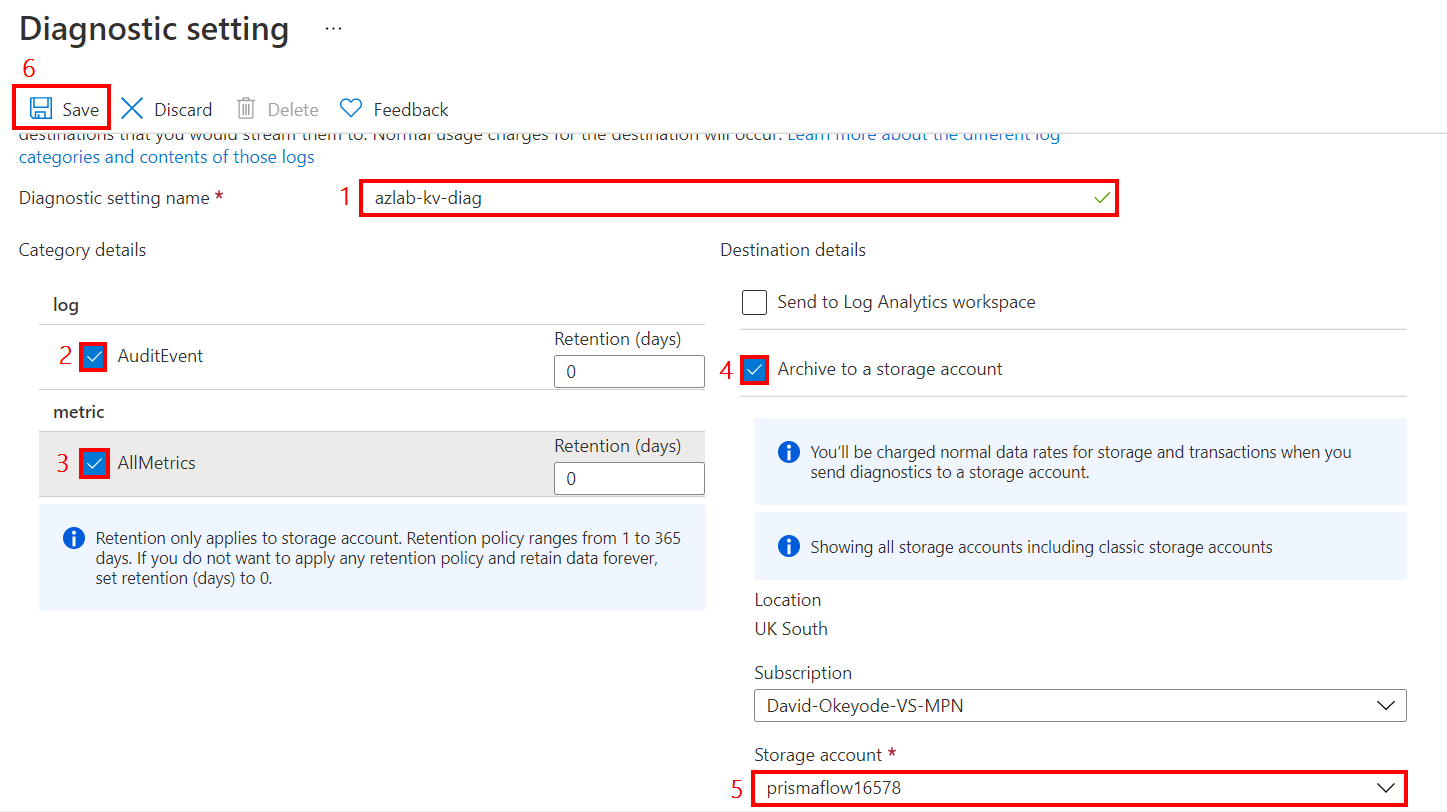 Diagnostic setting ...
6
Save Discard Delete Feedback
destinations that you would stream them to. Normal usage charges for the destination will occur. Learn more about the different log
categories and contents of those logs
Diagnostic setting name * 1 azlab-kv-diag
Category details
log
Retention (days)
2 AuditEvent
0
metric
Retention (days)
3 AllMetrics
0
Retention only applies to storage account. Retention policy ranges from 1 to 365
days. If you do not want to apply any retention policy and retain data forever,
set retention (days) to 0.
Destination details
Send to Log Analytics workspace
4 Archive to a storage account
You'll be charged normal data rates for storage and transactions when you
send diagnostics to a storage account.
Showing all storage accounts including classic storage accounts
Location
UK South
Subscription
David-Okeyode-VS-MPN
Storage account *
5 prismaflow16578